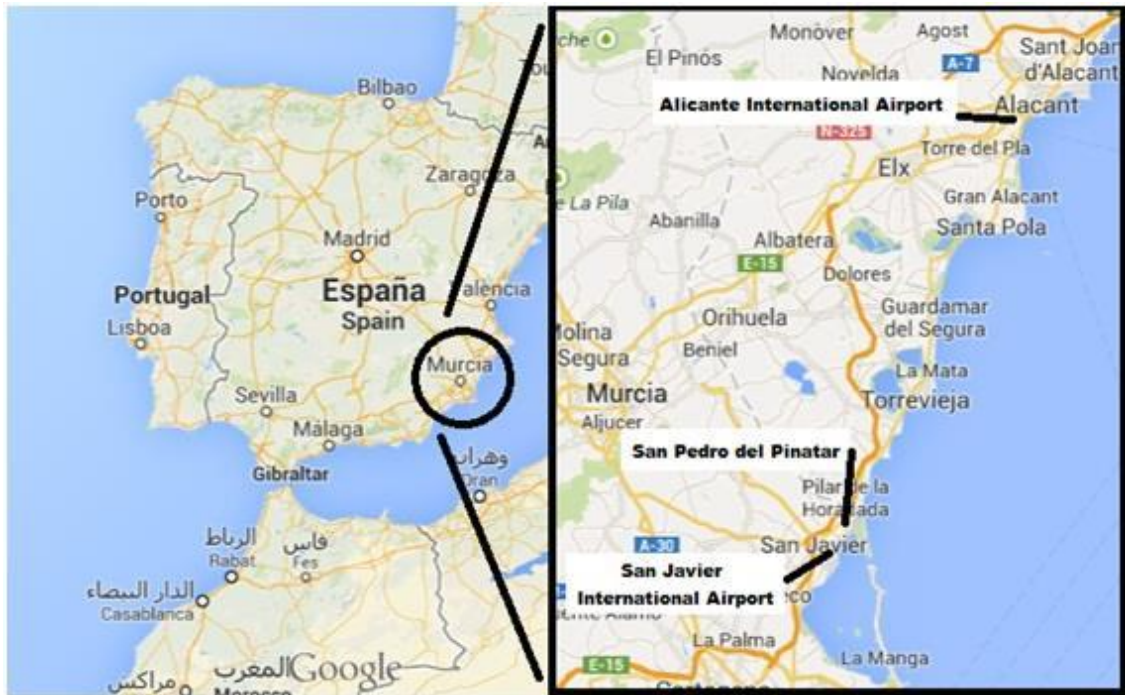 Bilbao
Zaragoza
Porto
Madrid
Portugal
España
Spain
Valencia
Lisboa
Murcia
Sevilla
Málaga
Gibraltar
وهران
Oran
الرباط
Rabat
فاس
Fes
الدار البيضاء
Casablanca
المغرب
Google
مراكش
Morocco
Monòver
Agost
El Pinós
Sant Joan
d'Alacant
A-7
Novelda
Alicante International Airport
Alacant
N-325
Torre del Pla
Elx
e La Pila
Gran Alacant
Abanilla
Santa Pola
Albatera
E-15
Dolores
Guardamar
del Segura
Orihuela
Molina
Segura
Beniel
La Mata
Murcia
Torrevieja
Aljucer
San Pedro del Pinatar
Pilar de la
Horadada
A-30
San Javier
San Javier
International Airport
La Palma
E-15
La Manga